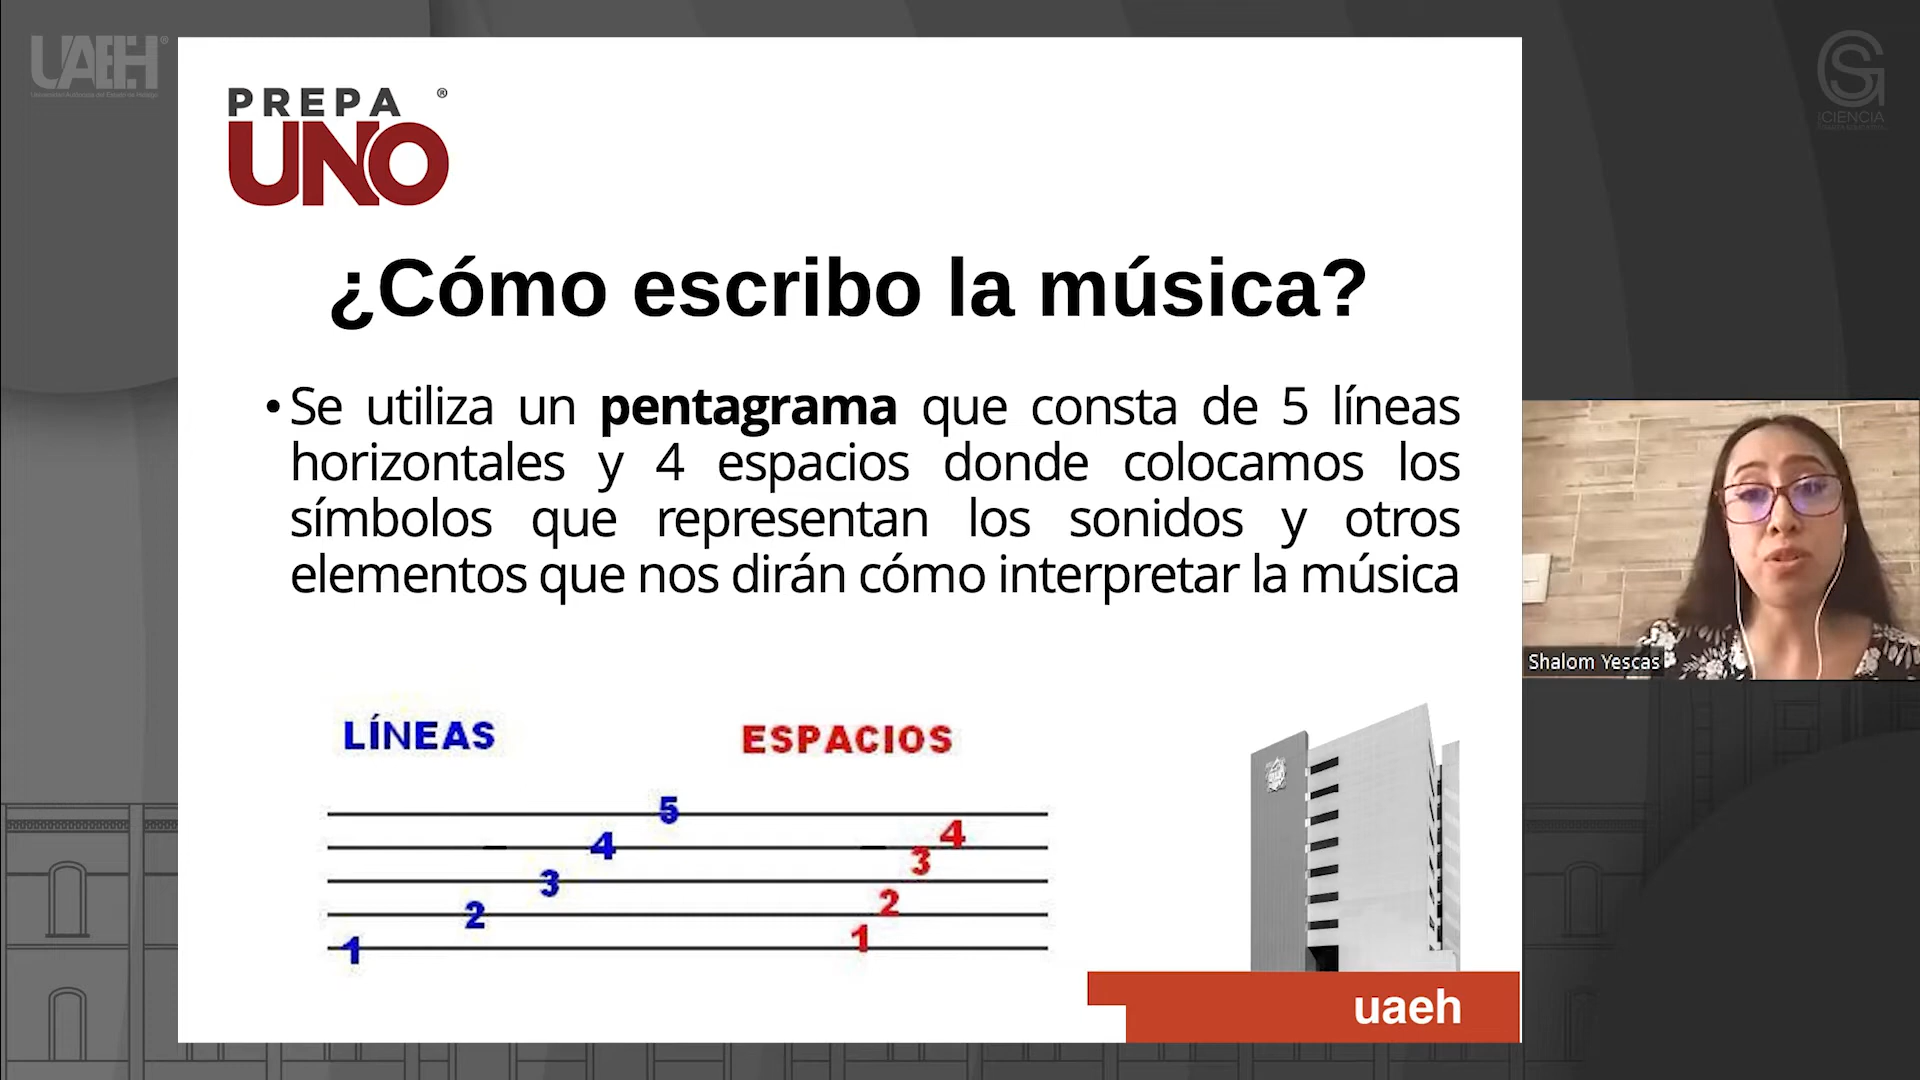 UAEH
PREPA
UNO
¿Cómo escribo la música?
• Se utiliza un pentagrama que consta de 5 líneas
horizontales y 4 espacios donde colocamos los
símbolos que representan los sonidos y otros
elementos que nos dirán cómo interpretar la música
LÍNEAS
ESPACIOS
5
4
3
2
1
4
3
2
1
uaeh
Shalom Yescas
CIENCIA